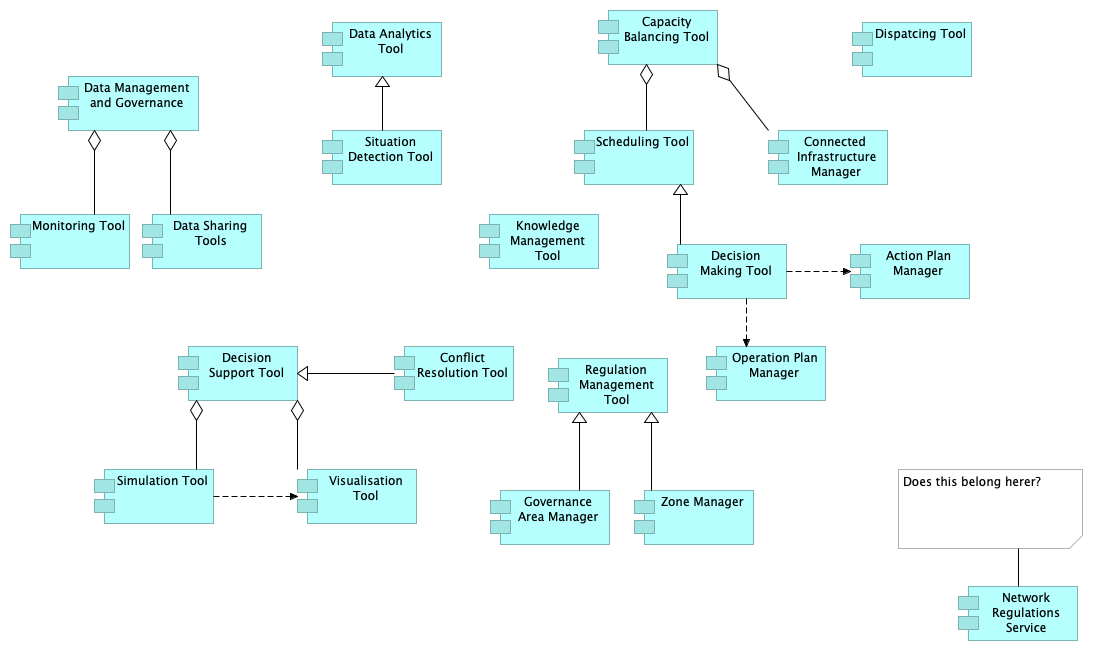 Capacity
Balancing Tool
Data Analytics
Tool
Dispatcing Tool
Data Management
and Governance
Situation
Detection Tool
Scheduling Tool
Connected
Infrastructure
Manager
Monitoring Tool
Data Sharing
Tools
Knowledge
Management
Tool
Decision
Making Tool
Action Plan
Manager
Decision
Support Tool
Conflict
Resolution Tool
Regulation
Management
Tool
Operation Plan
Manager
Simulation Tool
Visualisation
Tool
Governance
Area Manager
Zone Manager
Does this belong herer?
Network
Regulations
Service